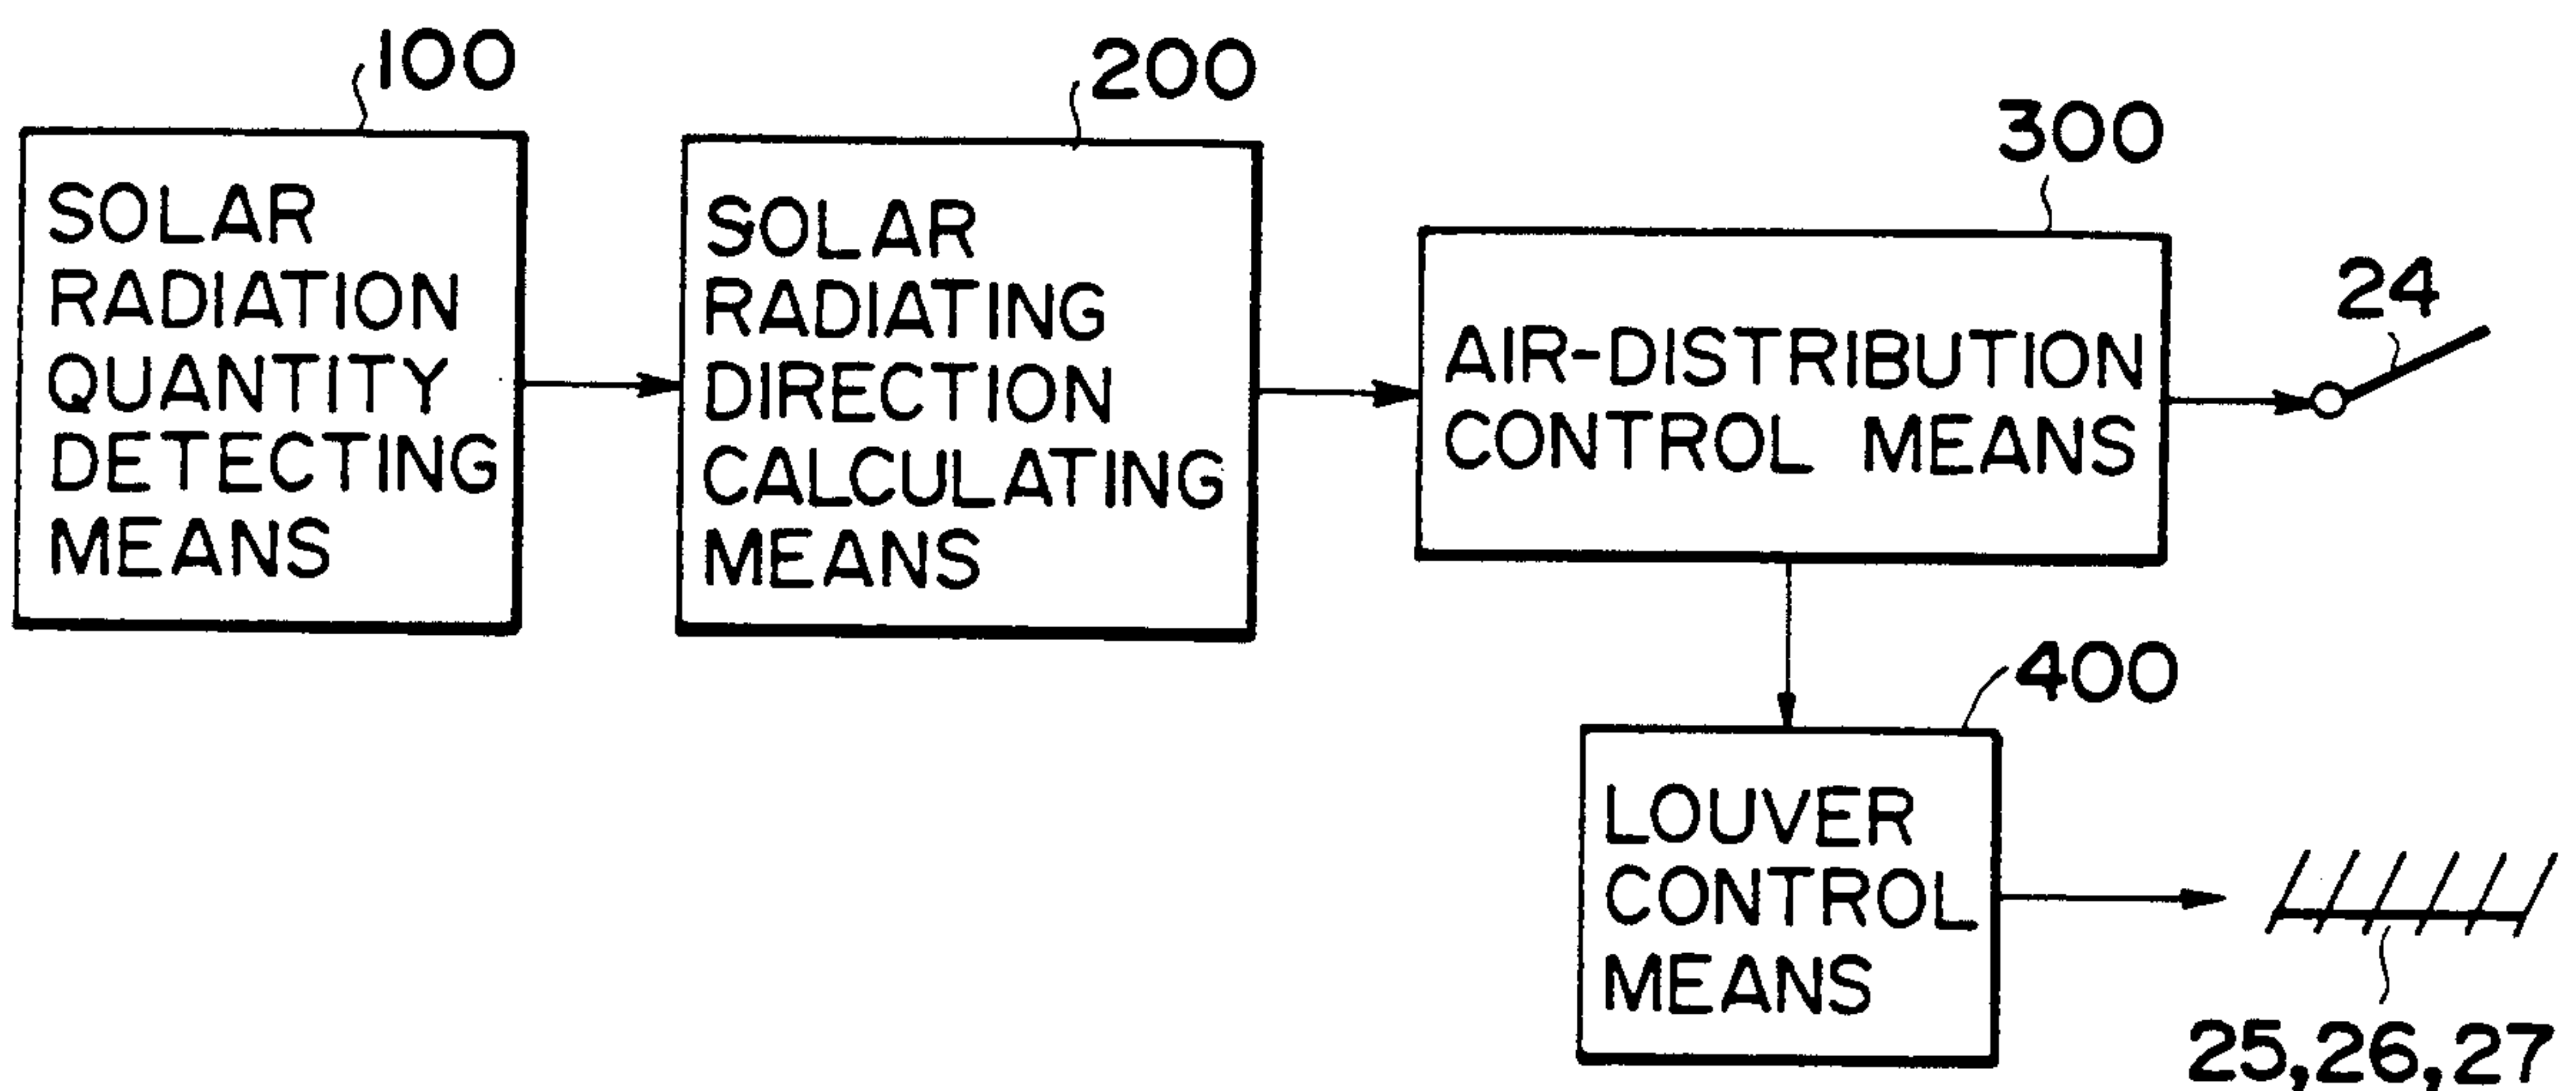 100
SOLAR
RADIATION
QUANTITY
DETECTING
MEANS
200
SOLAR
RADIATING
DIRECTION
CALCULATING
MEANS
300
AIR-DISTRIBUTION
CONTROL MEANS
24
400
LOUVER
CONTROL
MEANS
25,26,27